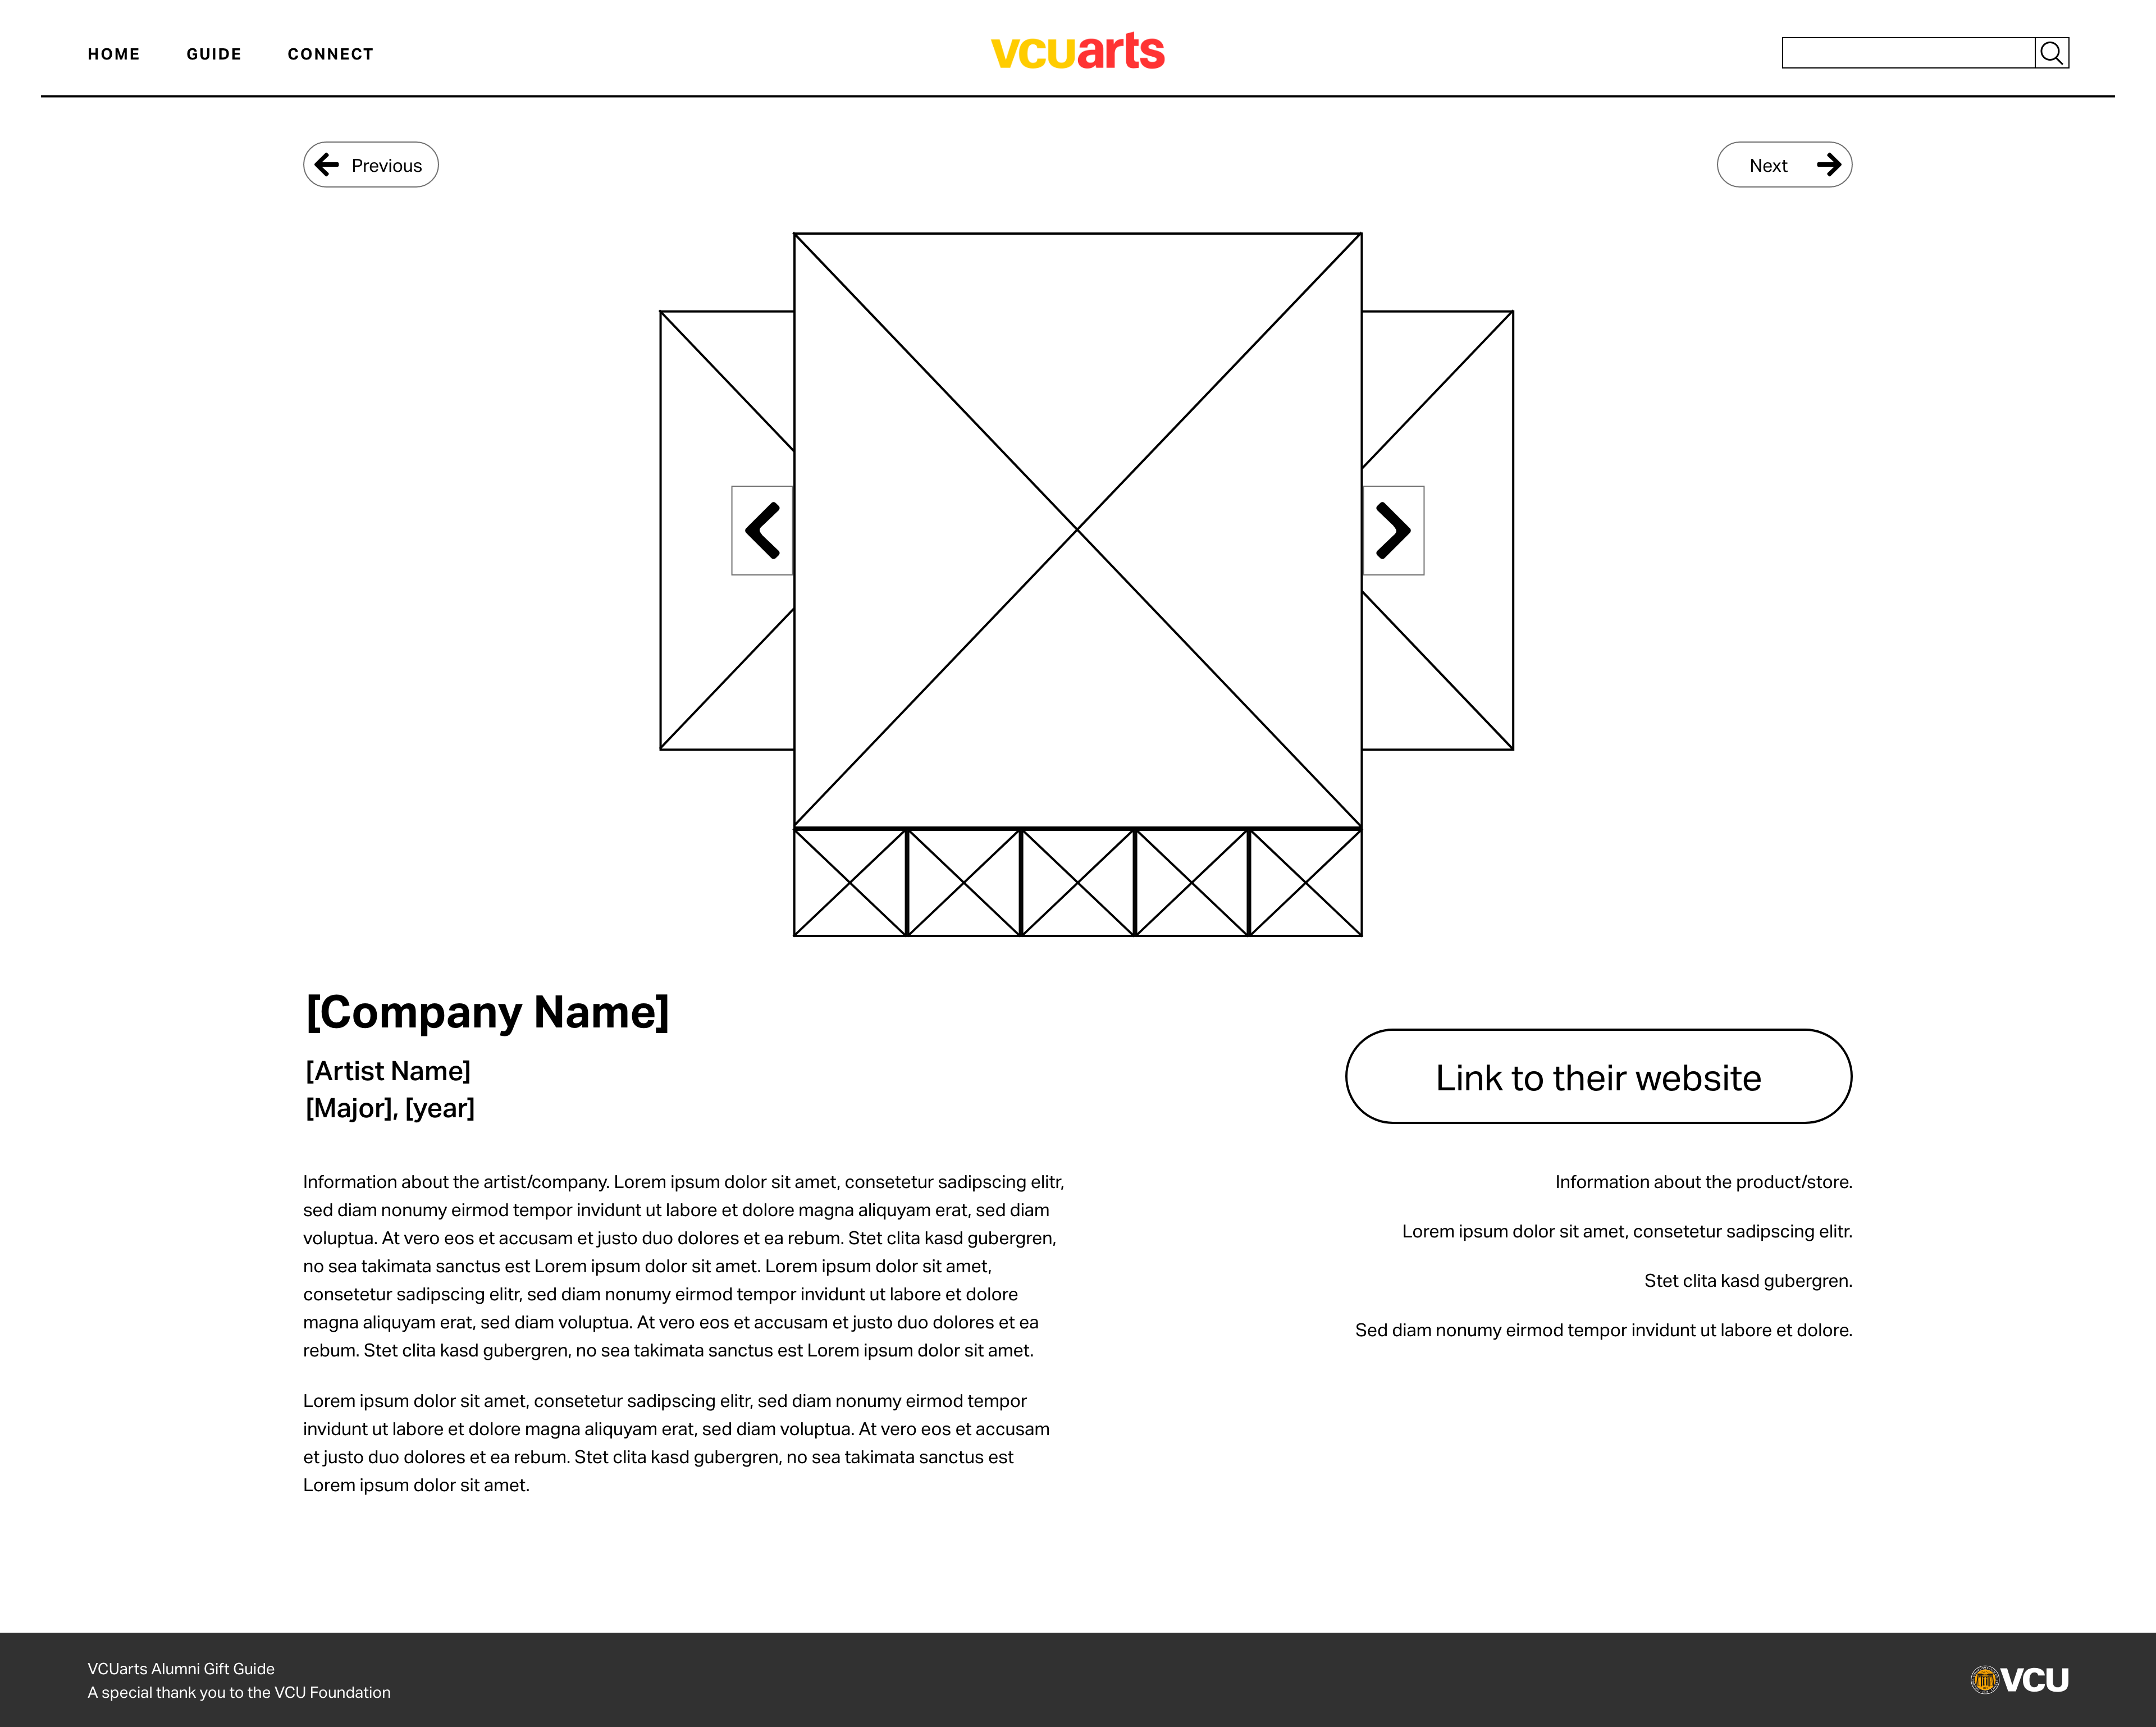 HOME GUIDE CONNECT
vcuarts
Previous
Next
[Company Name]
[Artist Name]
[Major], [year]
Link to their website
Information about the artist/company. Lorem ipsum dolor sit amet, consetetur sadipscing elitr,
sed diam nonumy eirmod tempor invidunt ut labore et dolore magna aliquyam erat, sed diam
voluptua. At vero eos et accusam et justo duo dolores et ea rebum. Stet clita kasd gubergren,
no sea takimata sanctus est Lorem ipsum dolor sit amet. Lorem ipsum dolor sit amet,
consetetur sadipscing elitr, sed diam nonumy eirmod tempor invidunt ut labore et dolore
magna aliquyam erat, sed diam voluptua. At vero eos et accusam et justo duo dolores et ea
rebum. Stet clita kasd gubergren, no sea takimata sanctus est Lorem ipsum dolor sit amet.
Lorem ipsum dolor sit amet, consetetur sadipscing elitr, sed diam nonumy eirmod tempor
invidunt ut labore et dolore magna aliquyam erat, sed diam voluptua. At vero eos et accusam
et justo duo dolores et ea rebum. Stet clita kasd gubergren, no sea takimata sanctus est
Lorem ipsum dolor sit amet.
Information about the product/store.
Lorem ipsum dolor sit amet, consetetur sadipscing elitr.
Stet clita kasd gubergren.
Sed diam nonumy eirmod tempor invidunt ut labore et dolore.
VCUarts Alumni Gift Guide
A special thank you to the VCU Foundation
VCU